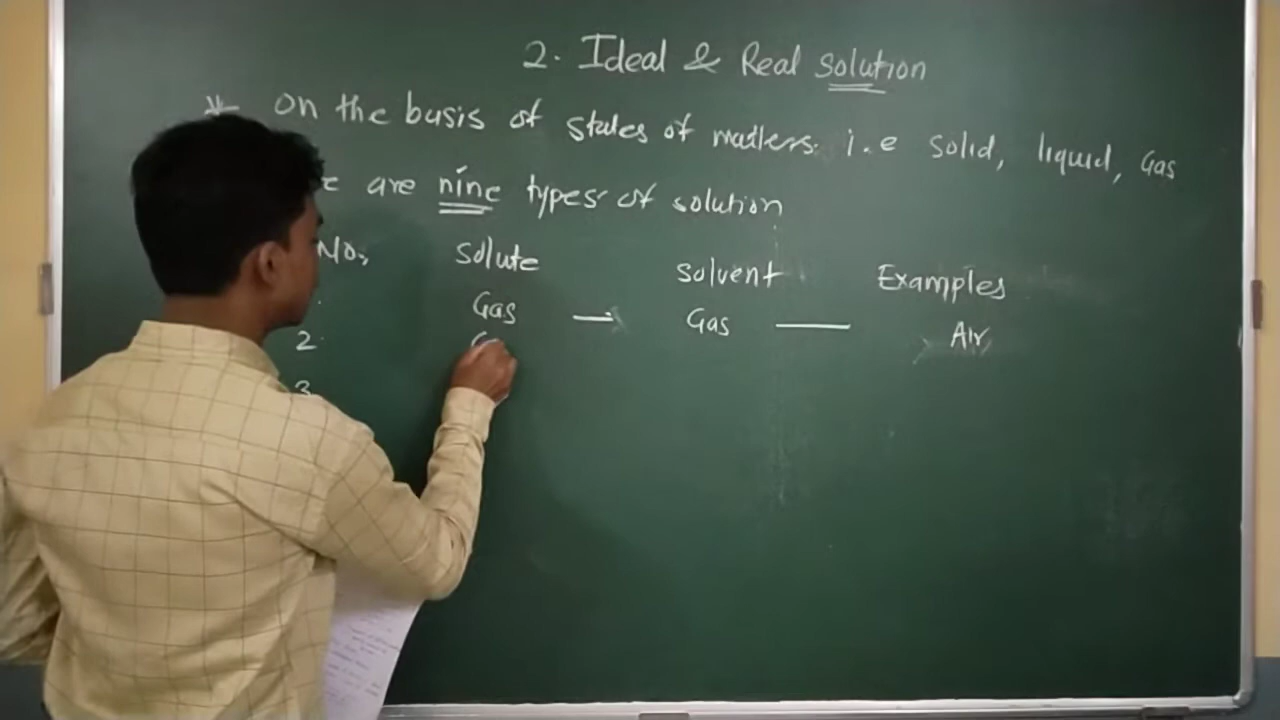 2. Ideal & Real solution
* On the basis of states of matters. i.e solid, liquid, Gas
are nine types of solution
No, Solute Solvent Examples
Gas → Gas — Air
2.
3